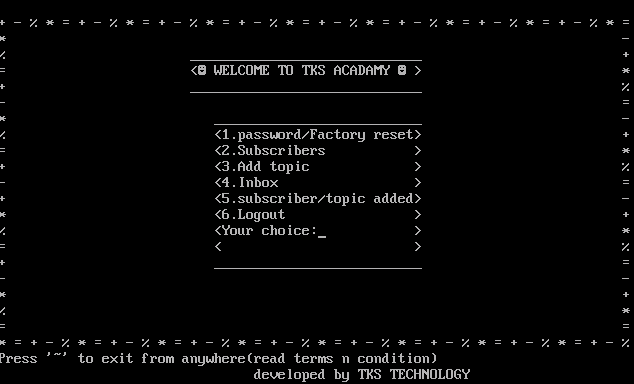 + - % * = + - % * = + - % * = + - % * = + - % * = + - % * = + - % * = + - % * =
<☻ WELCOME TO TKS ACADAMY ☻ >
<1.password/Factory reset>
<2.Subscribers >
<3.Add topic >
<4.Inbox >
<5.subscriber/topic added>
<6.Logout >
<Your choice:_ >
< >
* = + - % * = + - % * = + - % * = + - % * = + - % * = + - % * = + - % * = + - %
Press '~' to exit from anywhere(read terms n condition)
developed by TKS TECHNOLOGY